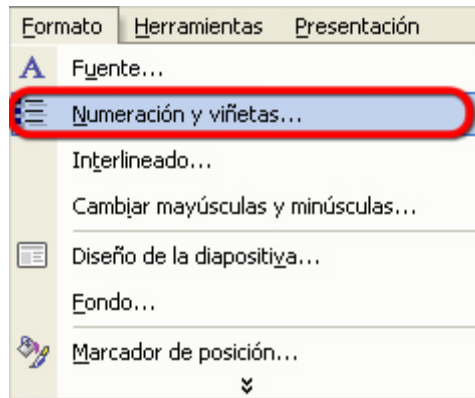 Formato Herramientas Presentación
Fuente...
Numeración y viñetas...
Interlineado...
Cambiar mayúsculas y minúsculas...
Diseño de la diapositiva...
Fondo...
Marcador de posición...